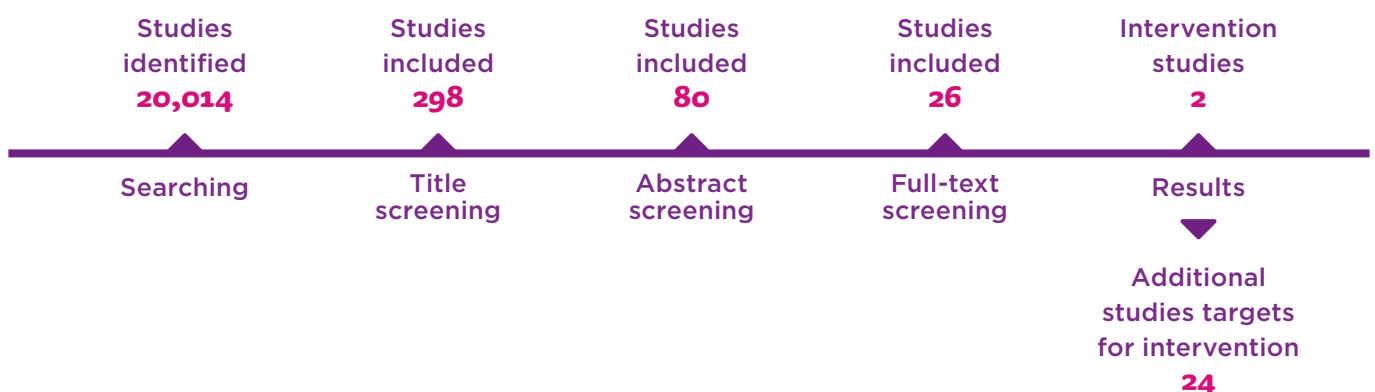 Studies
identified
20,014
Searching
Studies
included
298
Title
screening
Studies
included
80
Abstract
screening
Studies
included
26
Full-text
screening
Intervention
studies
2
Results
Additional
studies targets
for intervention
24